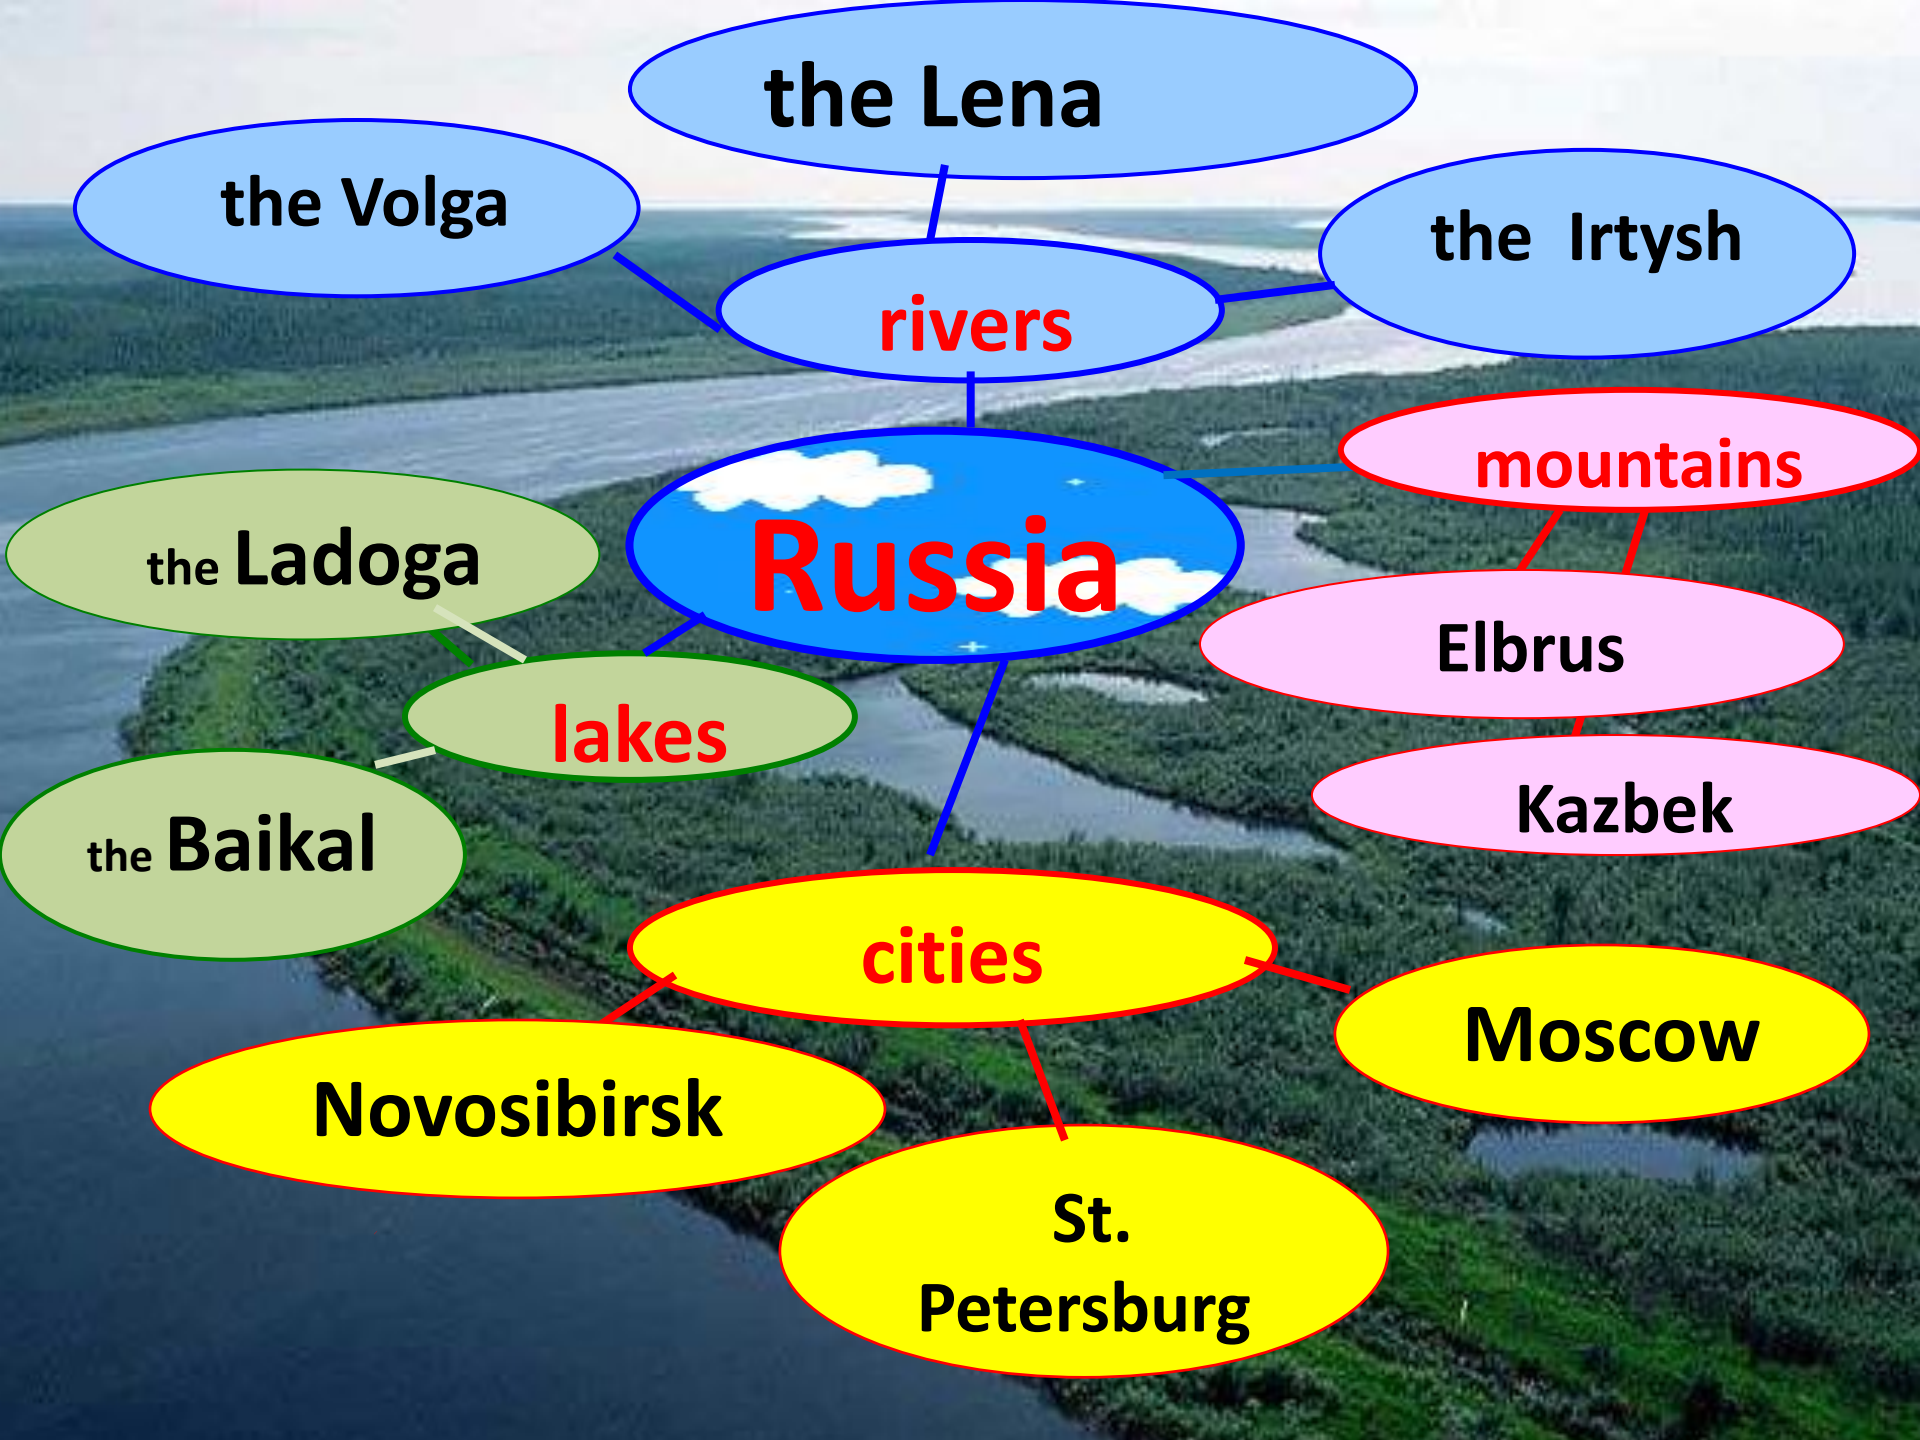 the Lena
the Volga
the Irtysh
rivers
mountains
Russia
the Ladoga
Elbrus
lakes
Kazbek
the Baikal
cities
Moscow
Novosibirsk
St.
Petersburg